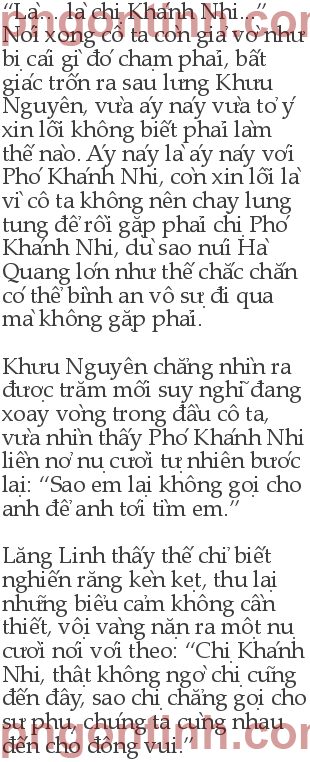 “Là... là chị Khánh Nhi...”
Nói xong cô ta còn giả vờ như
bị cái gì đó chạm phải, bất
giác trốn ra sau lưng Khưu
Nguyên, vừa áy náy vừa tỏ ý
xin lỗi không biết phải làm
thế nào. Áy náy là áy náy với
Phó Khánh Nhi, còn xin lỗi là
vì cô ta không nên chạy lung
tung để rồi gặp phải chị Phó
Khánh Nhi, dù sao núi Hà
Quang lớn như thế chắc chắn
có thể bình an vô sự đi qua
mà không gặp phải.
Khưu Nguyên chẳng nhìn ra
được trăm mối suy nghĩ đang
xoay vòng trong đầu cô ta,
vừa nhìn thấy Phó Khánh Nhi
liền nở nụ cười tự nhiên bước
lại: “Sao em lại không gọi cho
anh để anh tới tìm em.”
Lăng Linh thấy thế chỉ biết
nghiến răng kèn kẹt, thu lại
những biểu cảm không cần
thiết, vội vàng nặn ra một nụ
cười nói với theo: “Chị Khánh
Nhi, thật không ngờ chị cũng
đến đây, sao chị chẳng gọi cho
sư phụ, chúng ta cùng nhau
đến cho đông vui.”
pngontinh.com
pngontinh.com
pngontinh.com